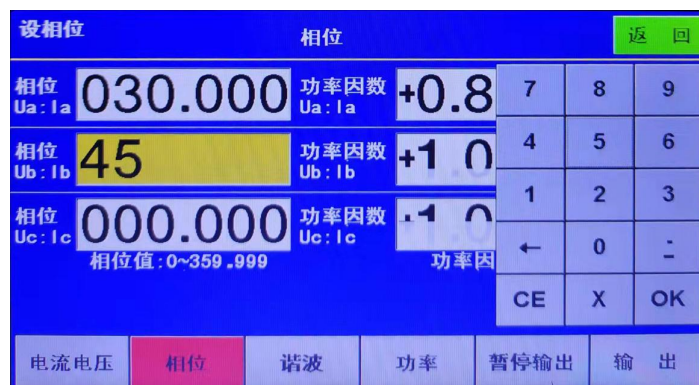 设相位
相位
返 回
相位
Ua:Ia
030.000
功率因数
Ua:Ia
+0.8
相位
Ub:Ib
45
功率因数
Ub:Ib
+1 0
相位
Uc:Ic
000.000
功率因数
Uc:Ic
相位值:0~359.999
功率因
7 8 9
4 5 6
1 2 3
← 0
CE X OK
电流电压 相位 谐波 功率 暂停输出 输 出